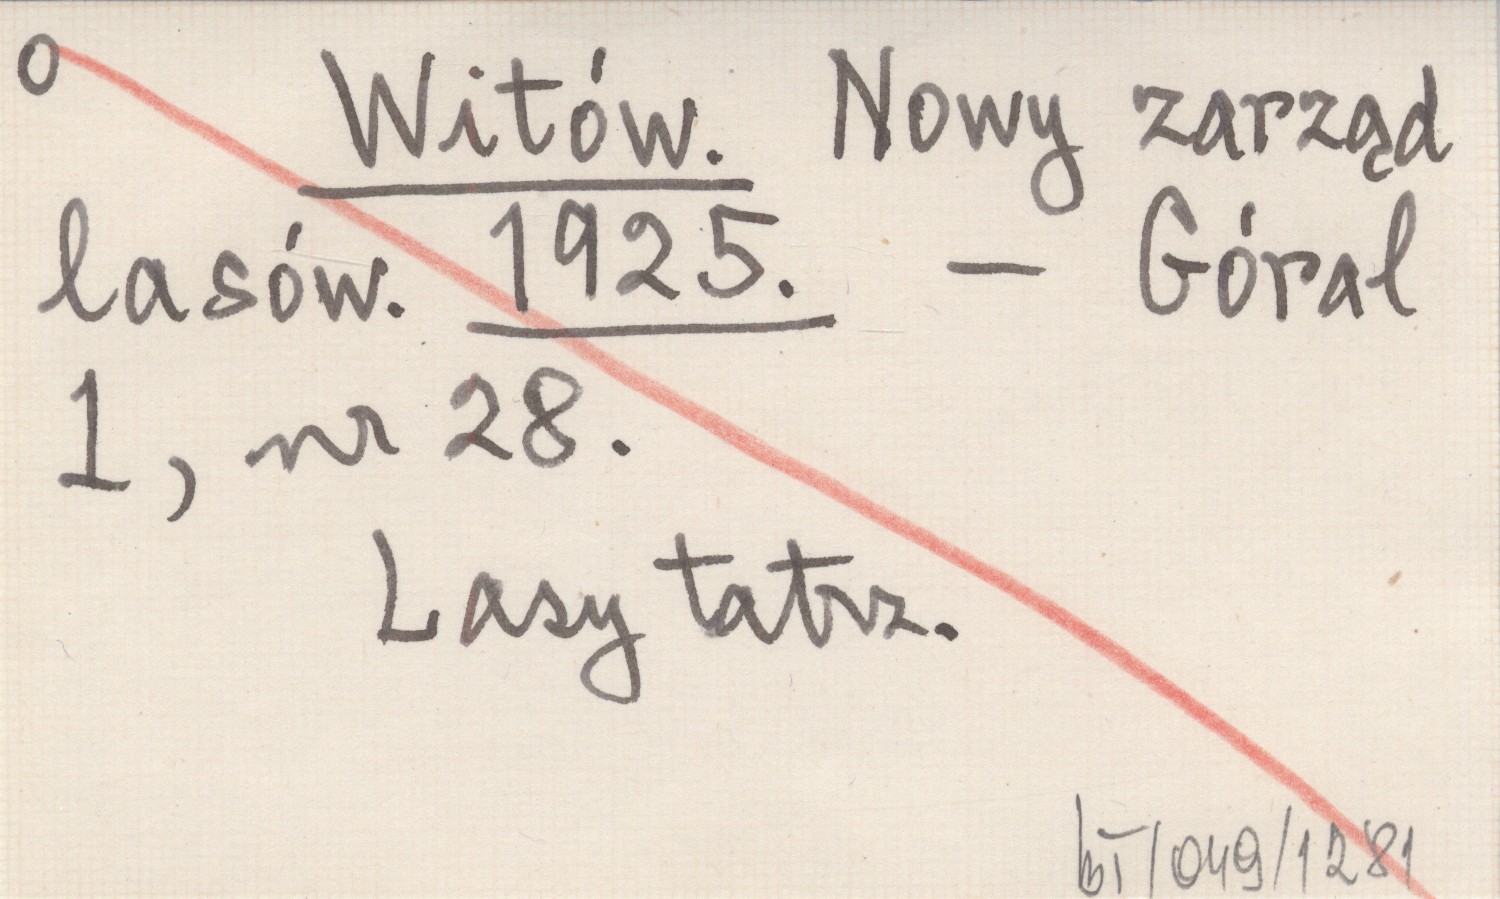 o Witów. Nowy zarząd
lasów. 1925. — Góral
1, nr 28.
Lasy tatrz.
bT/049/1281